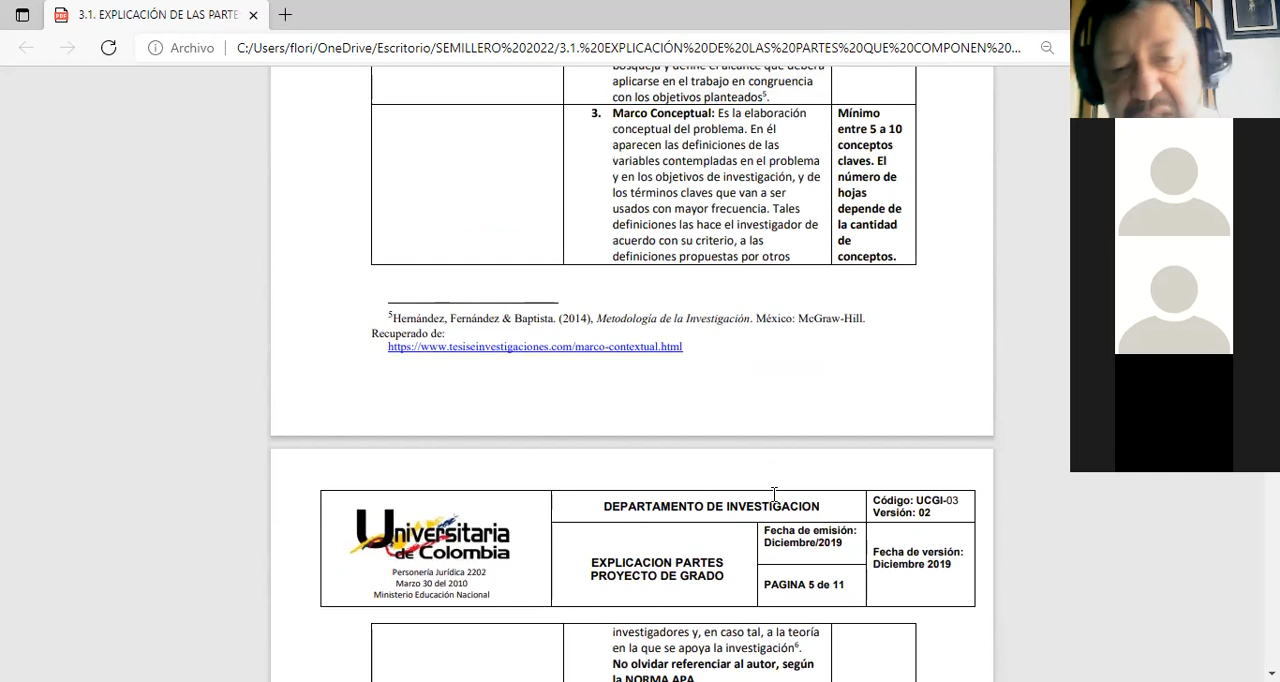 3.1. EXPLICACIÓN DE LAS PARTE
Archivo
C:/Users/flori/OneDrive/Escritorio/SEMILLERO%202022/3.1.%20EXPLICACIÓN%20DE%20LAS%20PARTES%20QUE%20COMPONEN%20...
bosqueja y define el alcance que deberá
aplicarse en el trabajo en congruencia
con los objetivos planteados5.
3. Marco Conceptual: Es la elaboración
conceptual del problema. En él
aparecen las definiciones de las
variables contempladas en el problema
y en los objetivos de investigación, y de
los términos claves que van a ser
usados con mayor frecuencia. Tales
definiciones las hace el investigador de
acuerdo con su criterio, a las
definiciones propuestas por otros
Mínimo
entre 5 a 10
conceptos
claves. El
número de
hojas
depende de
la cantidad
de
conceptos.
5Hernández, Fernández & Baptista. (2014), Metodología de la Investigación. México: McGraw-Hill.
Recuperado de:
https://www.tesiseinvestigaciones.com/marco-contextual.html
Universitaria
de Colombia
Personería Jurídica 2202
Marzo 30 del 2010
Ministerio Educación Nacional
DEPARTAMENTO DE INVESTIGACION
EXPLICACION PARTES
PROYECTO DE GRADO
Fecha de emisión:
Diciembre/2019
PAGINA 5 de 11
Código: UCGI-03
Versión: 02
Fecha de versión:
Diciembre 2019
investigadores y, en caso tal, a la teoría
en la que se apoya la investigación6.
No olvidar referenciar al autor, según
la NORMA APA